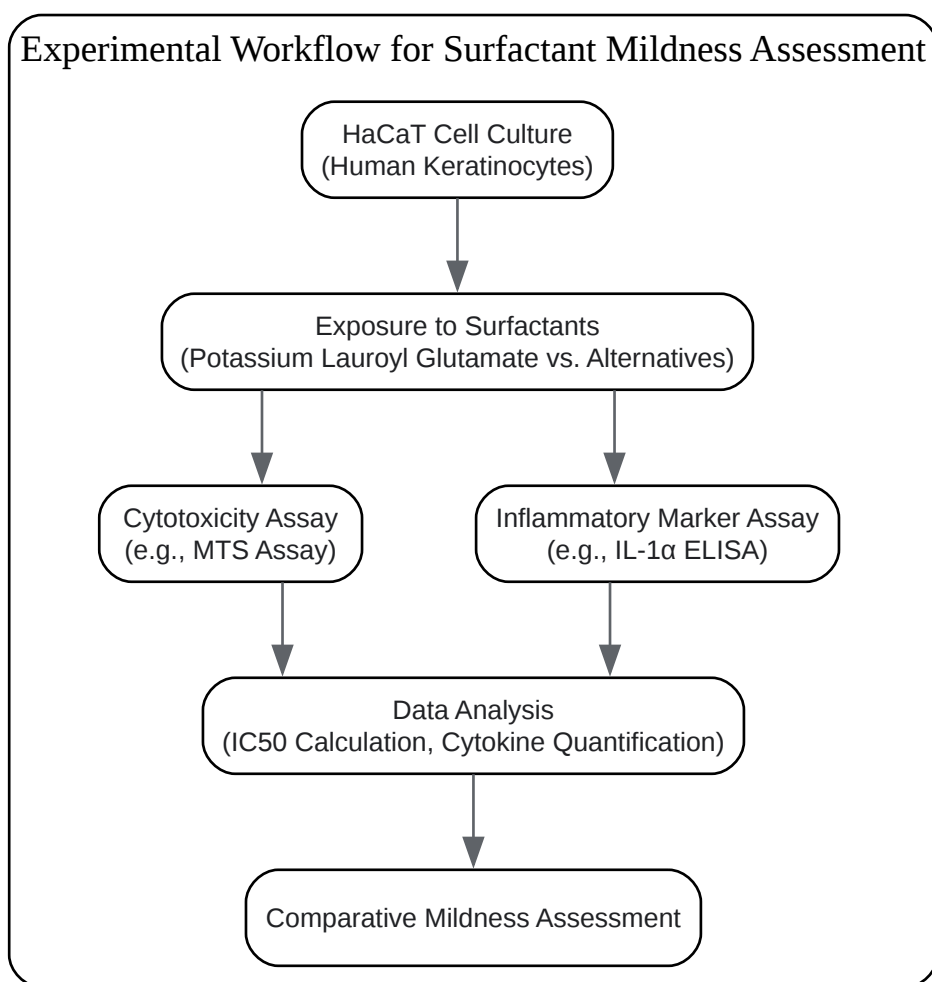 Experimental Workflow for Surfactant Mildness Assessment
HaCaT Cell Culture
(Human Keratinocytes)
Exposure to Surfactants
(Potassium Lauroyl Glutamate vs. Alternatives)
Cytotoxicity Assay
(e.g., MTS Assay)
Inflammatory Marker Assay
(e.g., IL-1α ELISA)
Data Analysis
(IC50 Calculation, Cytokine Quantification)
Comparative Mildness Assessment